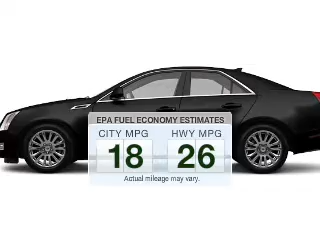 EPA FUEL ECONOMY ESTIMATES
CITY MPG HWY MPG
18 26
Actual mileage may vary.